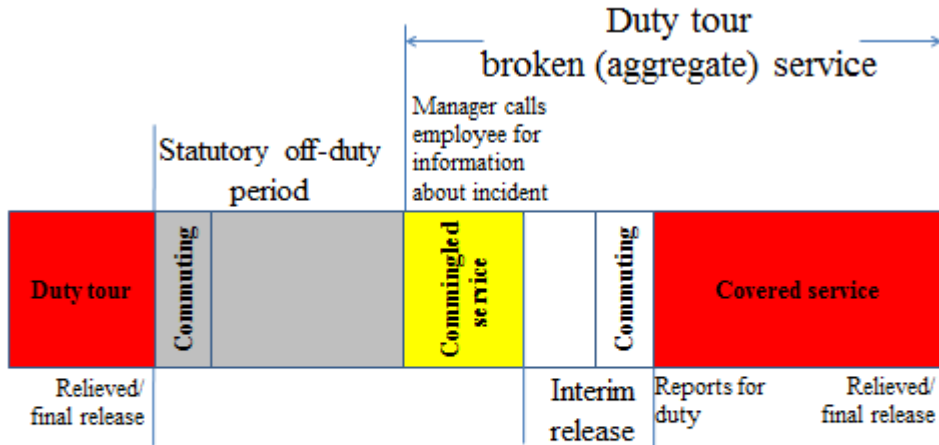 Duty tour
broken (aggregate) service
Manager calls
employee for
information
about incident
Statutory off-duty
period
Duty tour
Commuting
Commingled
service
Commuting
Covered service
Relieved/
final release
Interim
release
Reports for
duty
Relieved/
final release